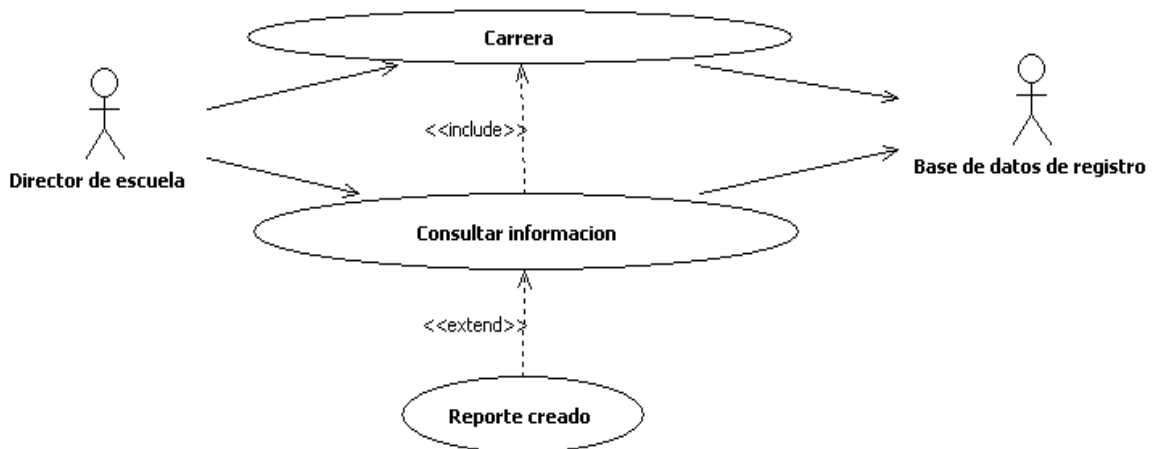 Carrera
<<include>>
Director de escuela
Base de datos de registro
Consultar informacion
<<extend>>
Reporte creado